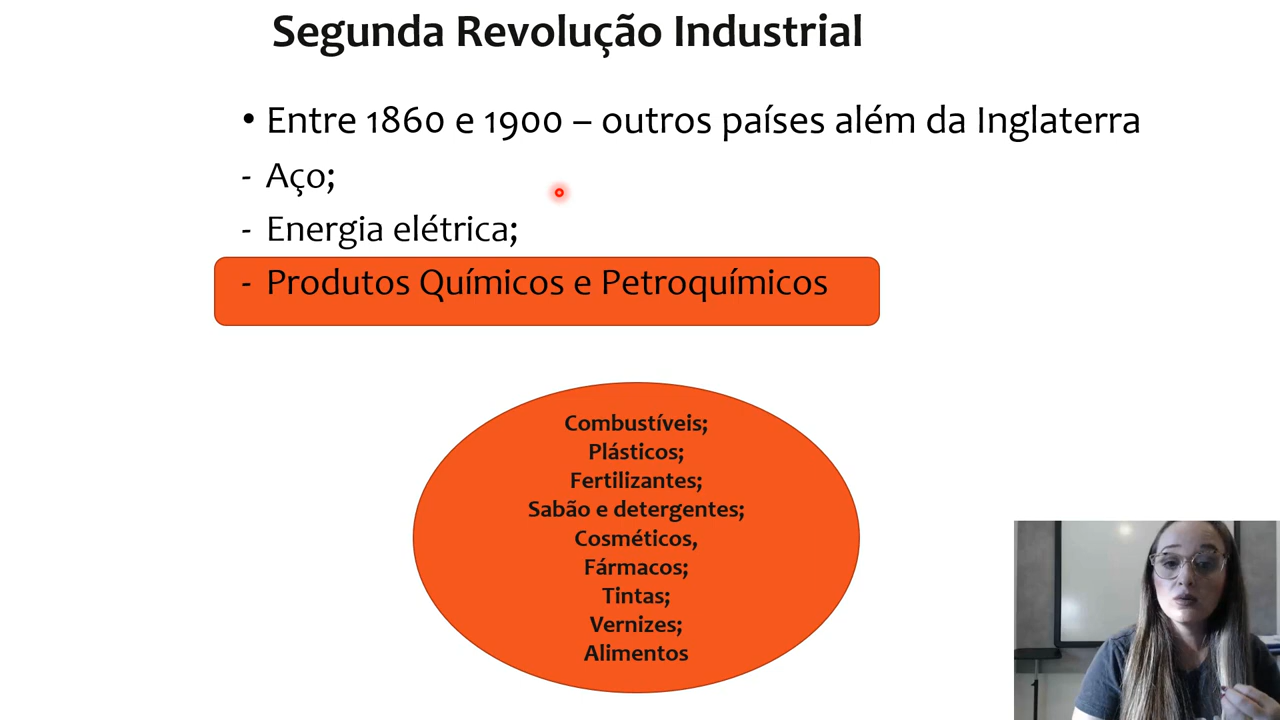 Segunda Revolução Industrial
• Entre 1860 e 1900 – outros países além da Inglaterra
- Aço;
- Energia elétrica;
- Produtos Químicos e Petroquímicos
Combustíveis;
Plásticos;
Fertilizantes;
Sabão e detergentes;
Cosméticos,
Fármacos;
Tintas;
Vernizes;
Alimentos